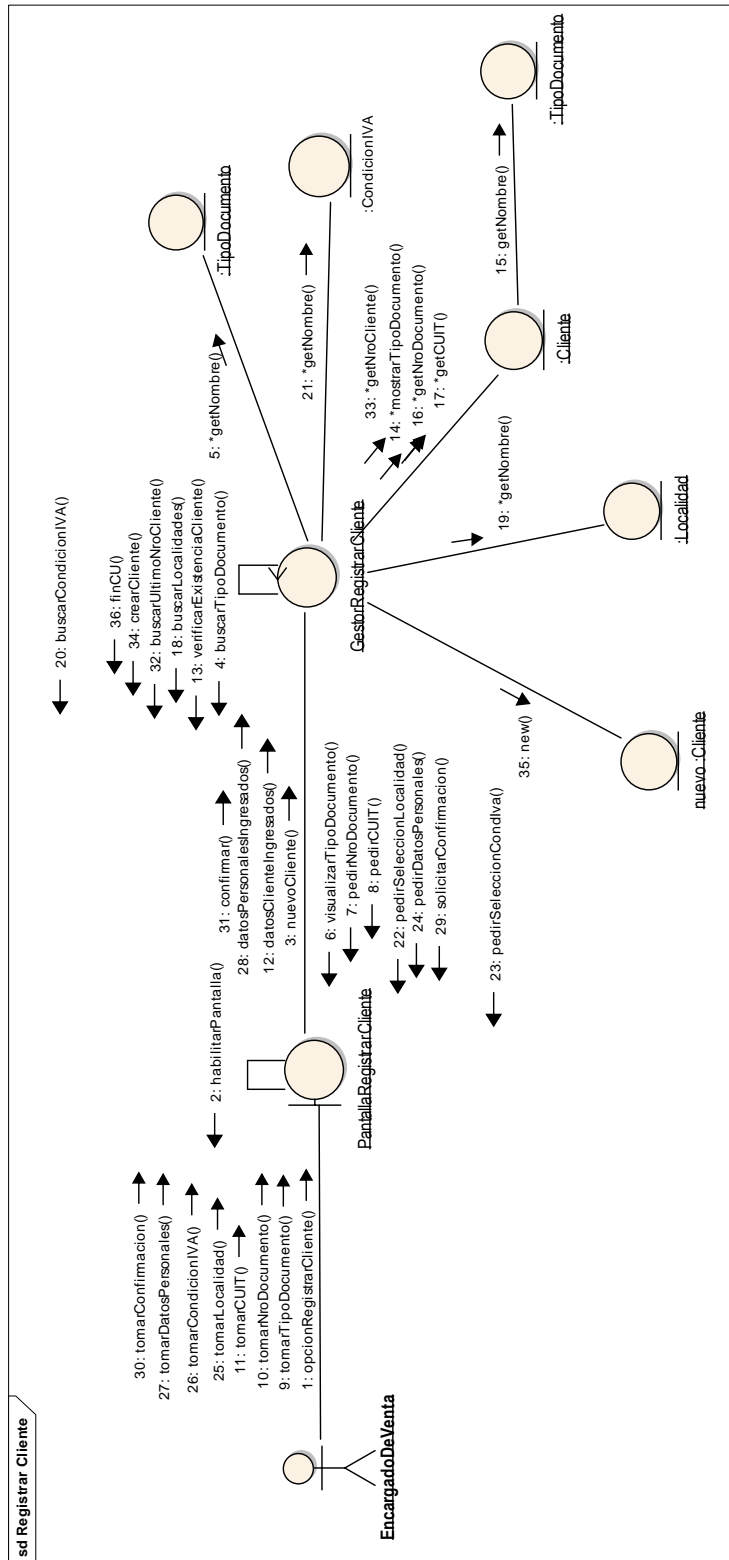 sd Registrar Cliente
EncargadoDeVenta
30: tomarConfirmacion()
27: tomarDatosPersonales()
26: tomarCondicionIVA()
25: tomarLocalidad()
11: tomarCUIT()
10: tomarNroDocumento()
9: tomarTipoDocumento()
1: opcionRegistrarCliente()
2: habilitarPantalla()
PantallaRegistrarCliente
31: confirmar()
28: datosPersonalesIngresados()
12: datosClienteIngresados()
3: nuevoCliente()
6: visualizarTipoDocumento()
7: pedirNroDocumento()
8: pedirCUIT()
22: pedirSeleccionLocalidad()
24: pedirDatosPersonales()
29: solicitarConfirmacion()
23: pedirSeleccionCondIva()
20: buscarCondicionIVA()
36: finCU()
34: crearCliente()
32: buscarUltimoNroCliente()
18: buscarLocalidades()
13: verificarExistenciaCliente()
4: buscarTipoDocumento()
GestorRegistrarCliente
5: *getNombre()
:TipoDocumento
21: *getNombre()
:CondicionIVA
33: *getNroCliente()
14: *mostrarTipoDocumento()
16: *getNroDocumento()
17: *getCUIT()
:Cliente
15: getNombre()
:TipoDocumento
19: *getNombre()
:Localidad
35: new()
nuevo :Cliente